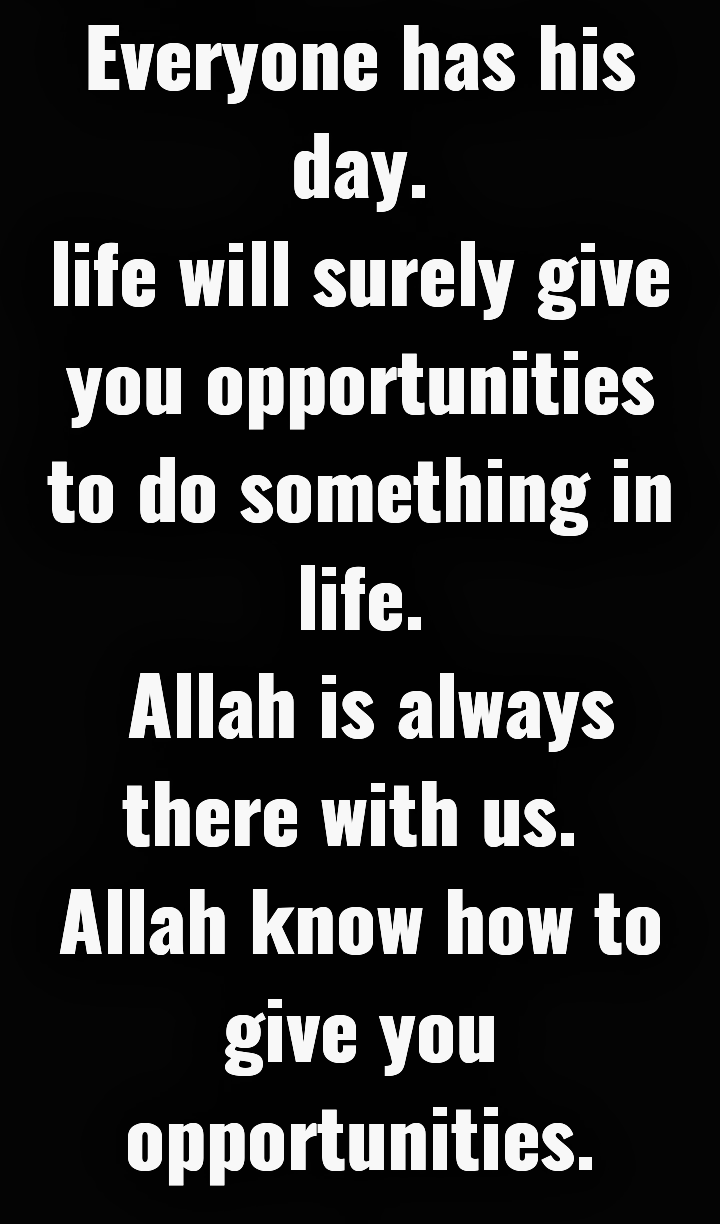 Everyone has his
day.
life will surely give
you opportunities
to do something in
life.
Allah is always
there with us.
Allah know how to
give you
opportunities.